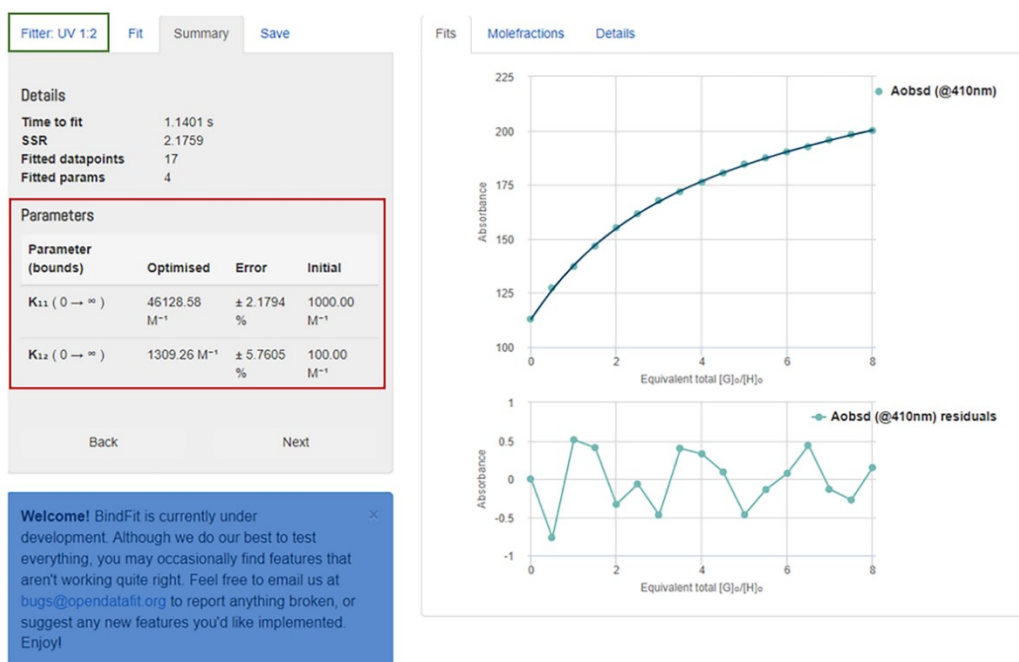 Fitter: UV 1:2 Fit Summary Save
Details
Time to fit 1.1401 s
SSR 2.1759
Fitted datapoints 17
Fitted params 4
Parameters
Parameter
(bounds) Optimised Error Initial
K₁₁ ( 0 → ∞ ) 46128.58 ± 2.1794 1000.00
M⁻¹ % M⁻¹
K₁₂ ( 0 → ∞ ) 1309.26 M⁻¹ ± 5.7605 100.00
% M⁻¹
Back Next
Welcome! BindFit is currently under ×
development. Although we do our best to test
everything, you may occasionally find features that
aren't working quite right. Feel free to email us at
bugs@opendatafit.org to report anything broken, or
suggest any new features you'd like implemented.
Enjoy!
Fits Molefractions Details
Aobsd (@410nm)
225
200
175
150
125
100
Absorbance
0 2 4 6 8
Equivalent total [G]₀/[H]₀
Aobsd (@410nm) residuals
1
0.5
0
-0.5
-1
Absorbance
0 2 4 6 8
Equivalent total [G]₀/[H]₀